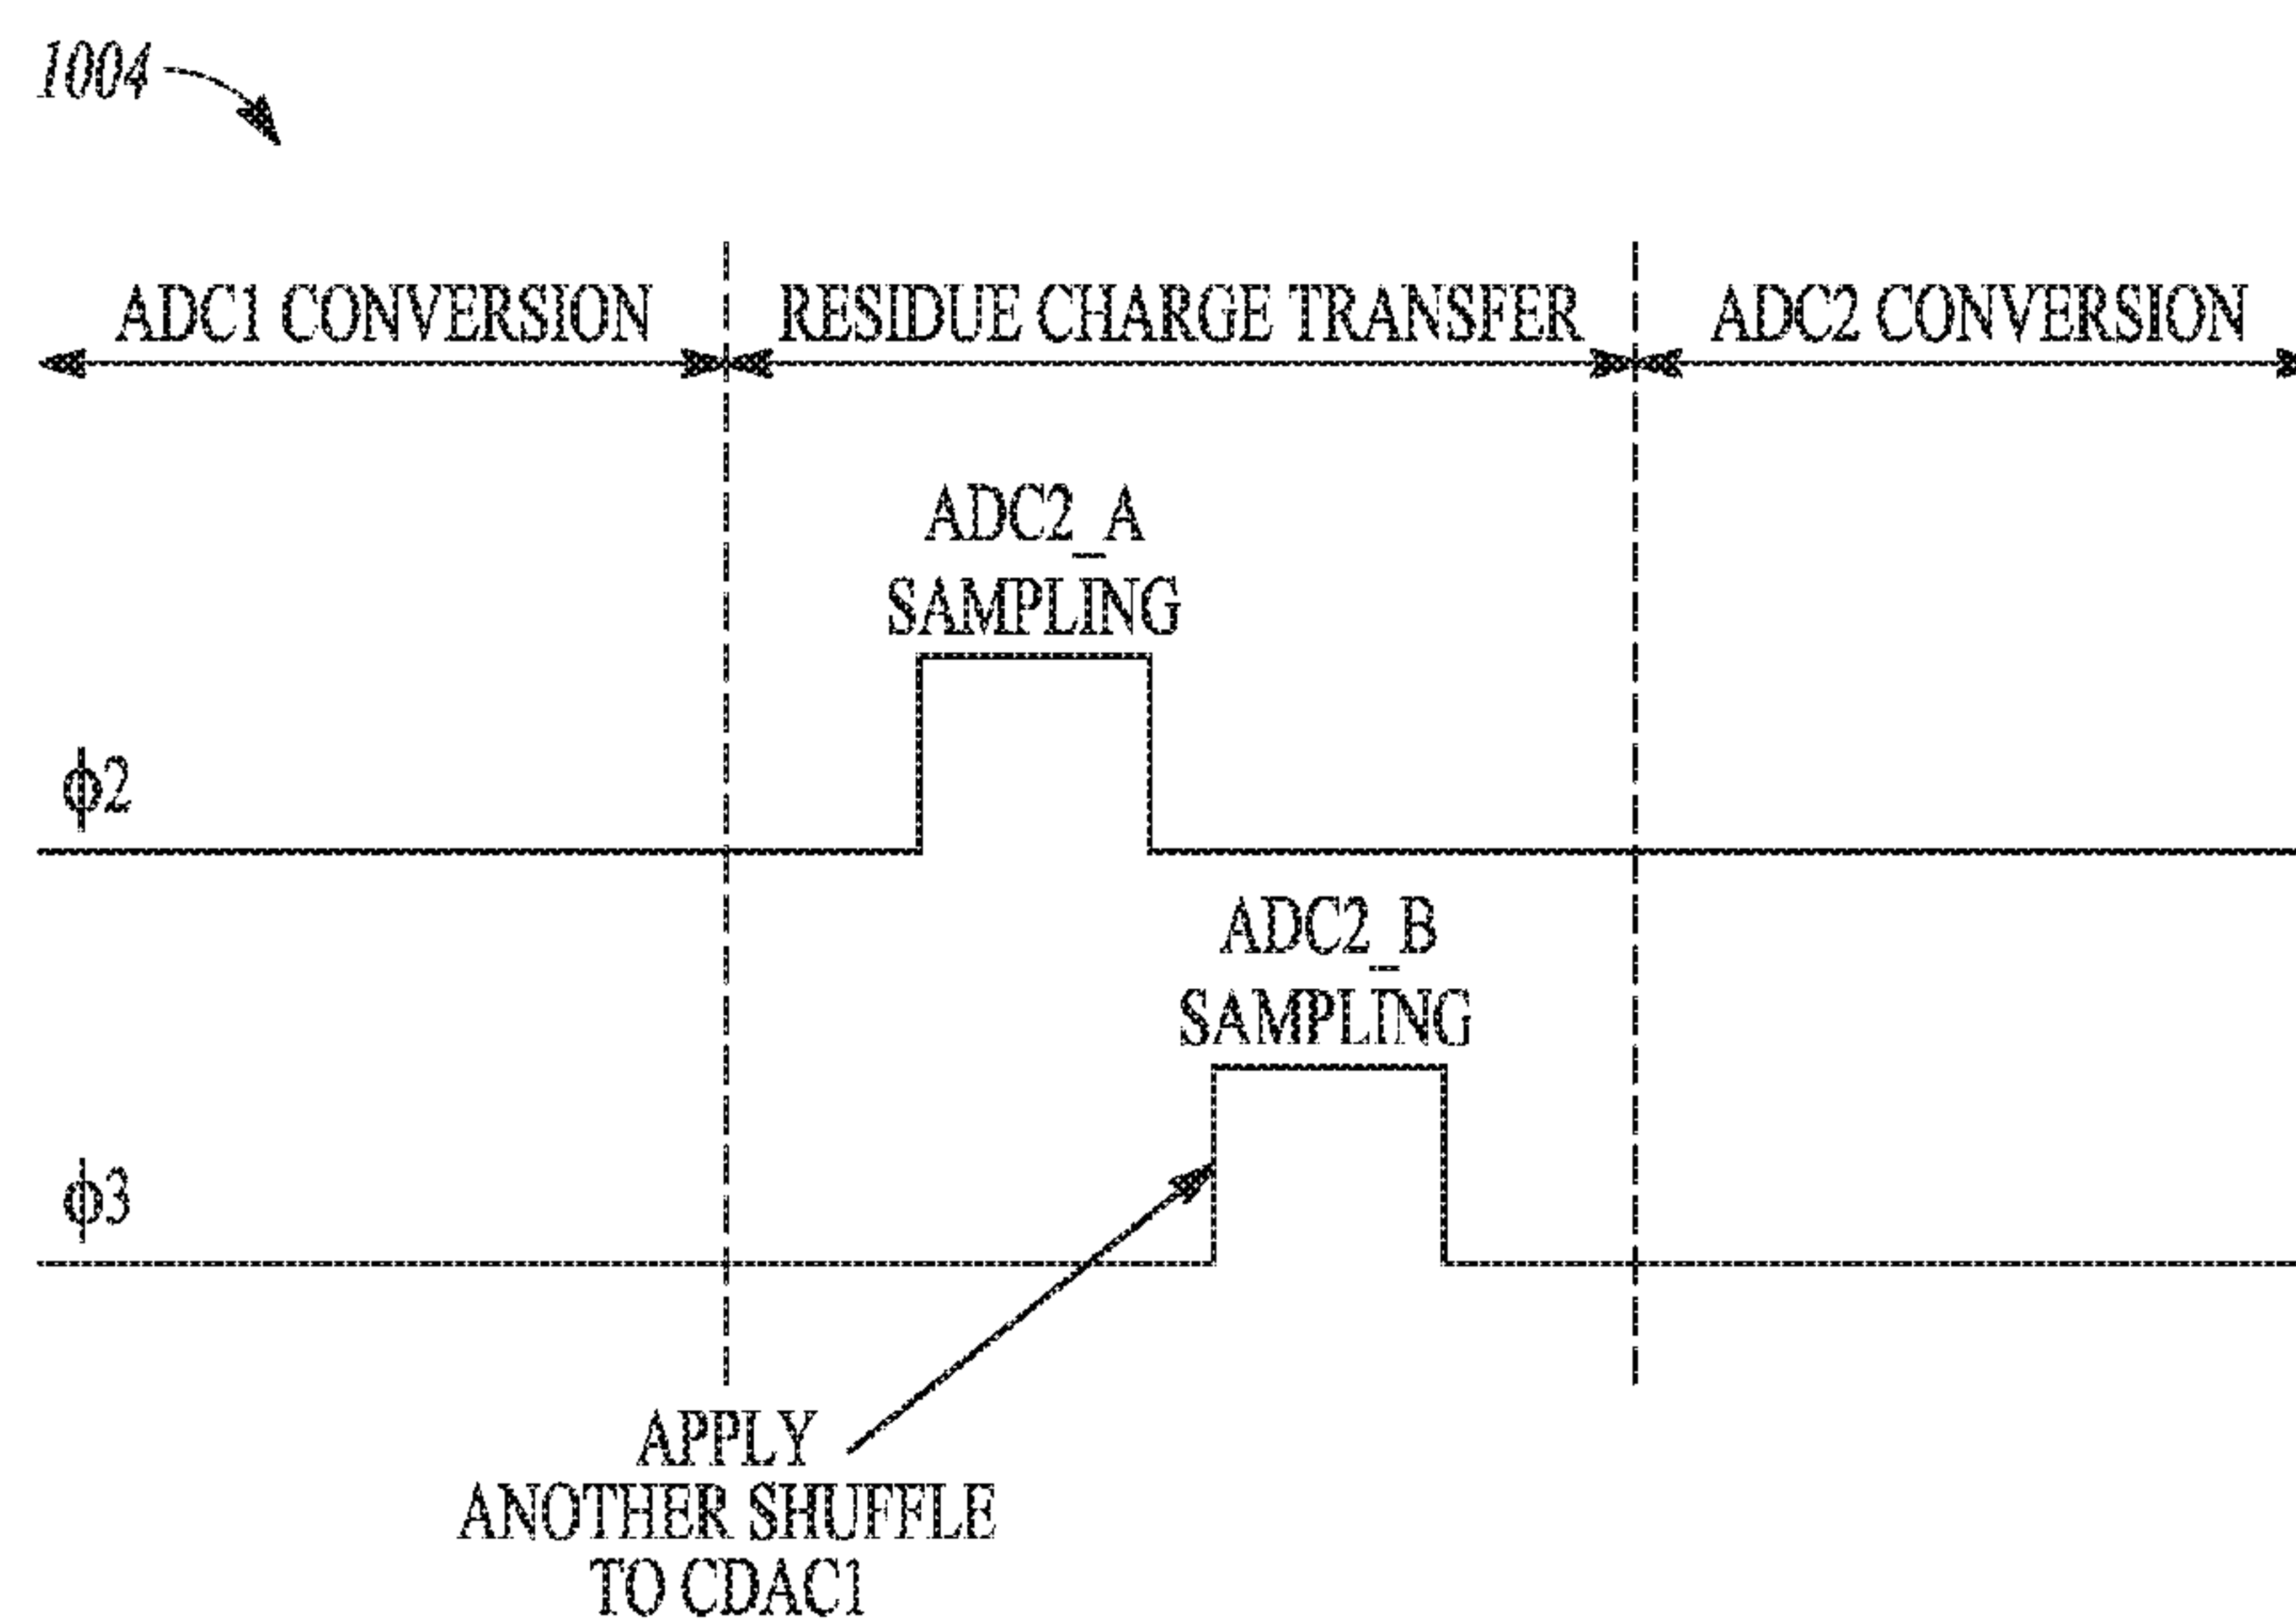 1004
ADC1 CONVERSION
RESIDUE CHARGE TRANSFER
ADC2 CONVERSION
ADC2_A
SAMPLING
ϕ2
ADC2_B
SAMPLING
ϕ3
APPLY
ANOTHER SHUFFLE
TO CDAC1